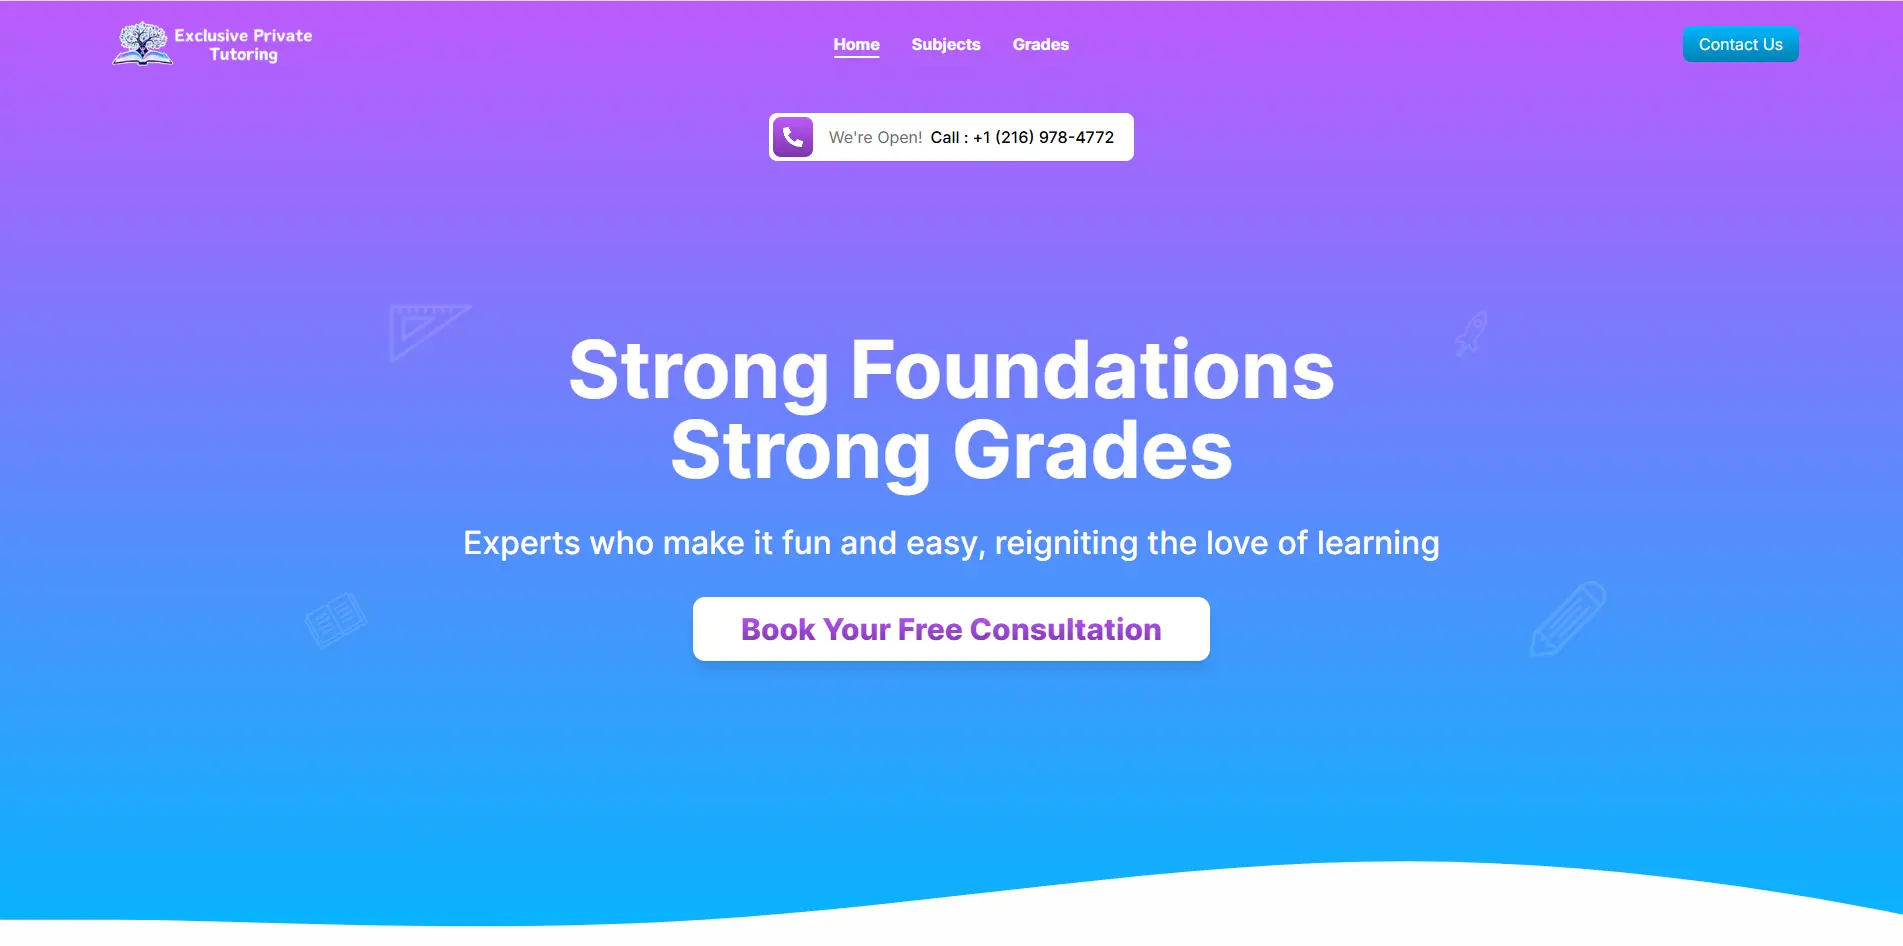 Exclusive Private
Tutoring
Home
Subjects
Grades
Contact Us
We're Open! Call : +1 (216) 978-4772
Strong Foundations
Strong Grades
Experts who make it fun and easy, reigniting the love of learning
Book Your Free Consultation